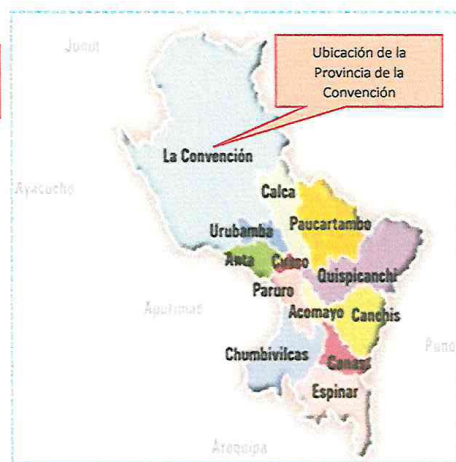 Junín
Ubicación de la
Provincia de la
Convención
La Convención
Ayacucho
Calca
Paucartambo
Urubamba
Anta
Cusco
Quispicanchi
Paruro
Apurimac
Acomayo
Canchis
Chumbivilcas
Canas
Puno
Espinar
Arequipa